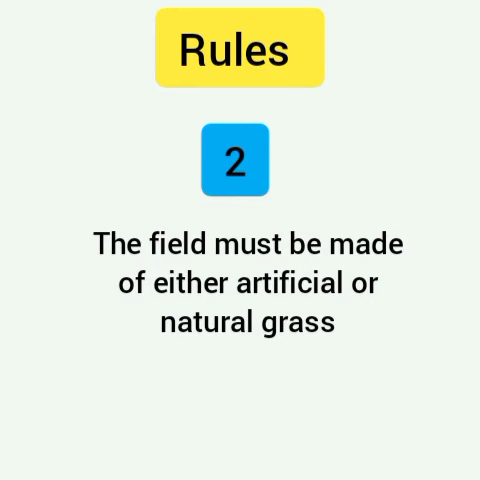 Rules
2
The field must be made
of either artificial or
natural grass